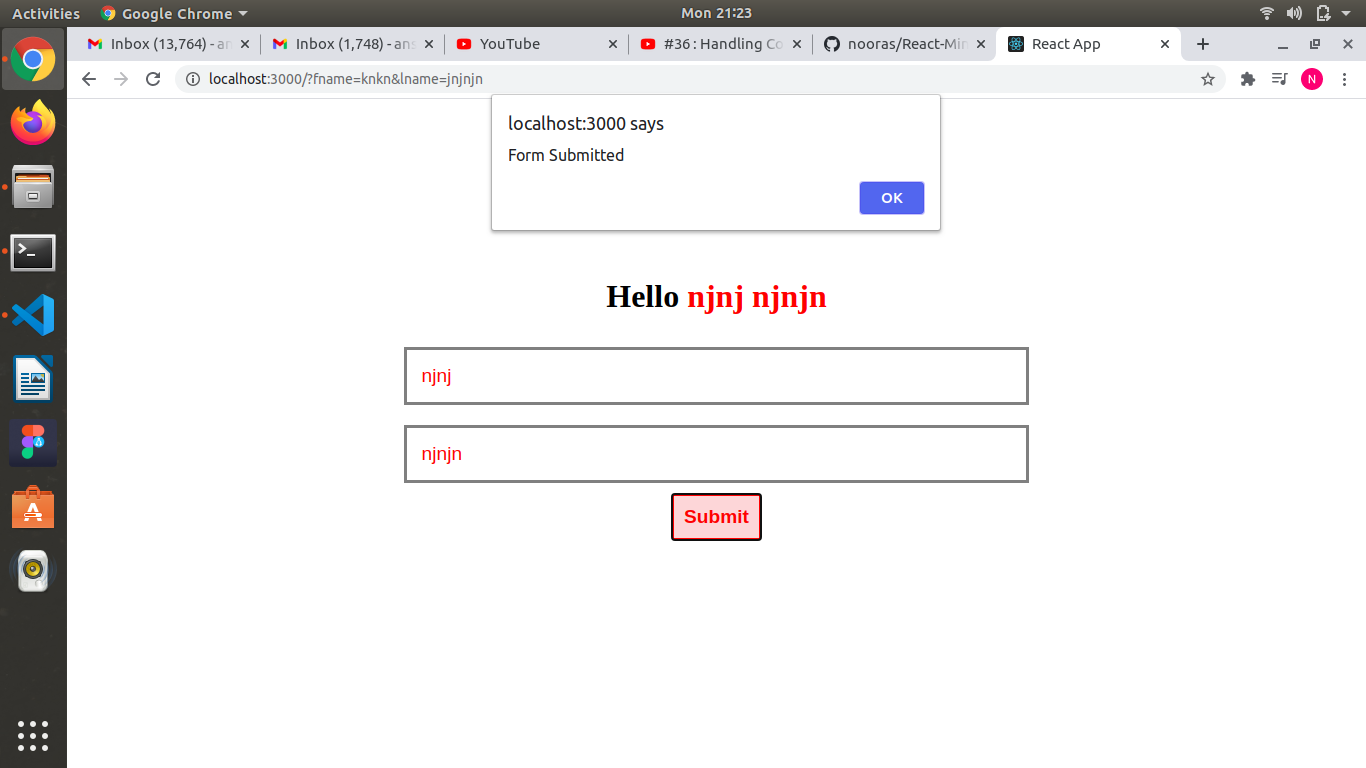 Activities Google Chrome Mon 21:23
Inbox (13,764) - an Inbox (1,748) - ans YouTube #36 : Handling Co nooras/React-Min React App
localhost:3000/?fname=knkn&lname=jnjnjn N
localhost:3000 says
Form Submitted
OK
Hello njnj njnjn
njnj
njnjn
Submit